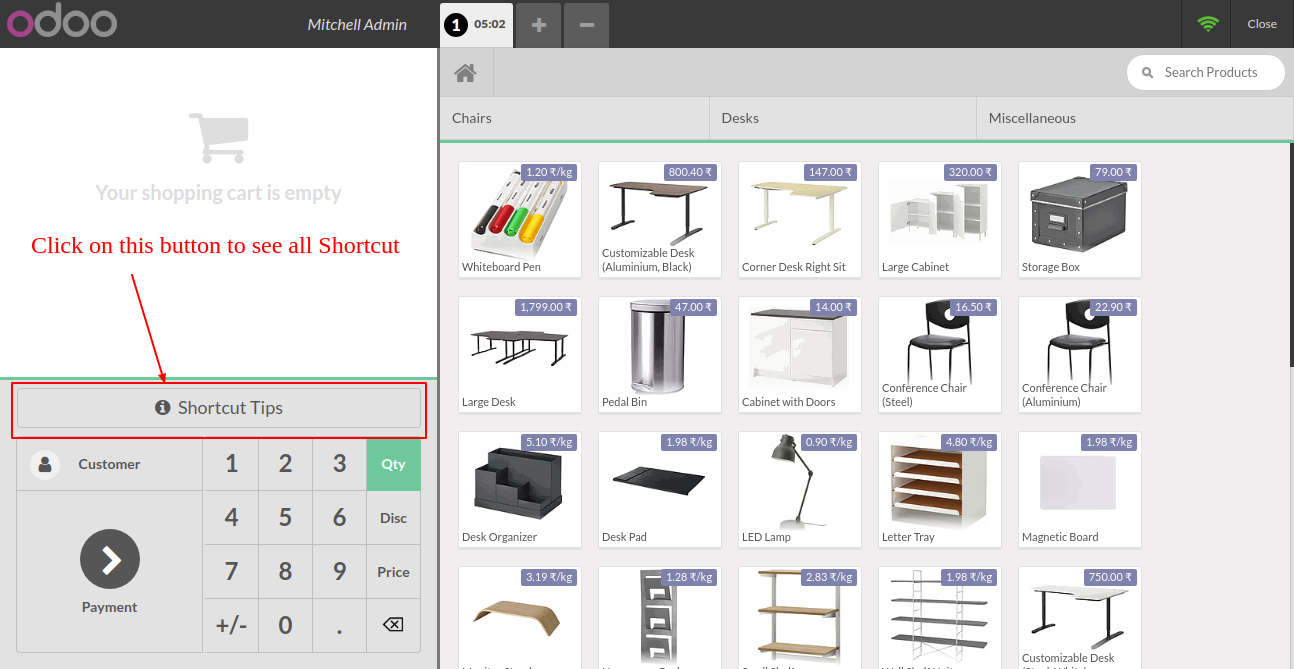 odoo
Mitchell Admin
1 05:02
Close
Search Products
Chairs
Desks
Miscellaneous
Your shopping cart is empty
Click on this button to see all Shortcut
Shortcut Tips
Customer
1
2
3
Qty
4
5
6
Disc
7
8
9
Price
Payment
+/-
0
.
1.20 ₹/kg
Whiteboard Pen
800.40 ₹
Customizable Desk
(Aluminium, Black)
147.00 ₹
Corner Desk Right Sit
320.00 ₹
Large Cabinet
79.00 ₹
Storage Box
1,799.00 ₹
Large Desk
47.00 ₹
Pedal Bin
14.00 ₹
Cabinet with Doors
16.50 ₹
Conference Chair
(Steel)
22.90 ₹
Conference Chair
(Aluminium)
5.10 ₹/kg
Desk Organizer
1.98 ₹/kg
Desk Pad
0.90 ₹/kg
LED Lamp
4.80 ₹/kg
Letter Tray
1.98 ₹/kg
Magnetic Board
3.19 ₹/kg
1.28 ₹/kg
2.83 ₹/kg
1.98 ₹/kg
750.00 ₹
Customizable Desk